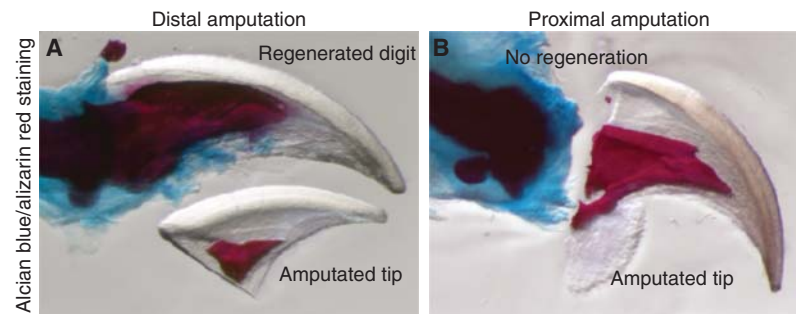 Distal amputation
Proximal amputation
Alcian blue/alizarin red staining
A
Regenerated digit
Amputated tip
B
No regeneration
Amputated tip